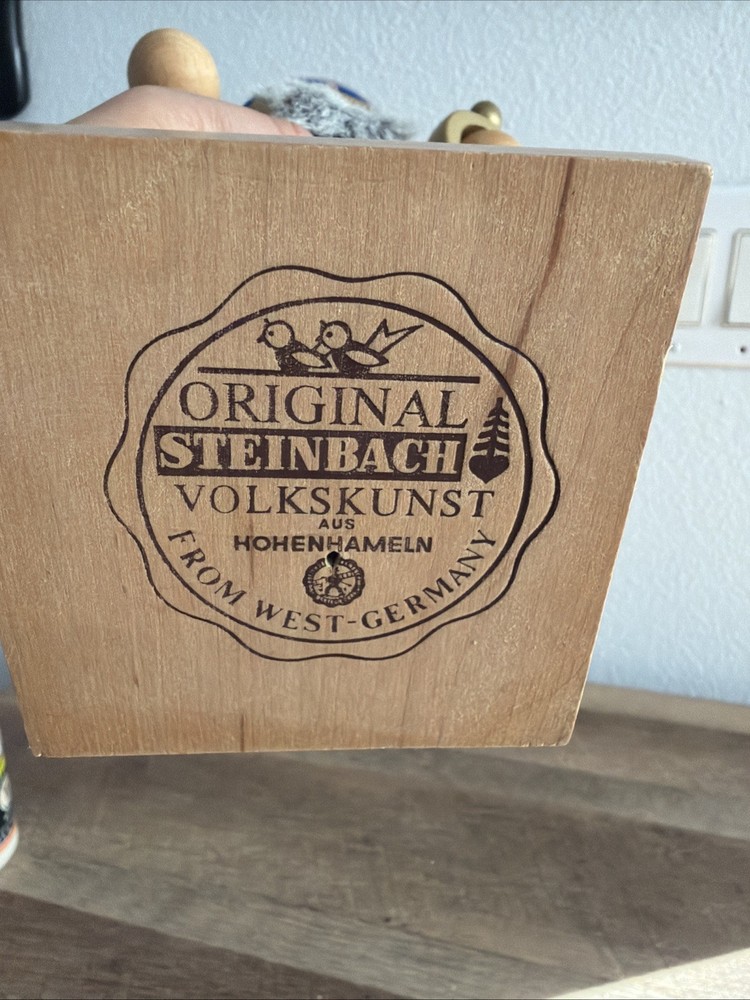 ORIGINAL
STEINBACH
VOLKSKUNST
AUS
HOHENHAMELN
FROM WEST-GERMANY